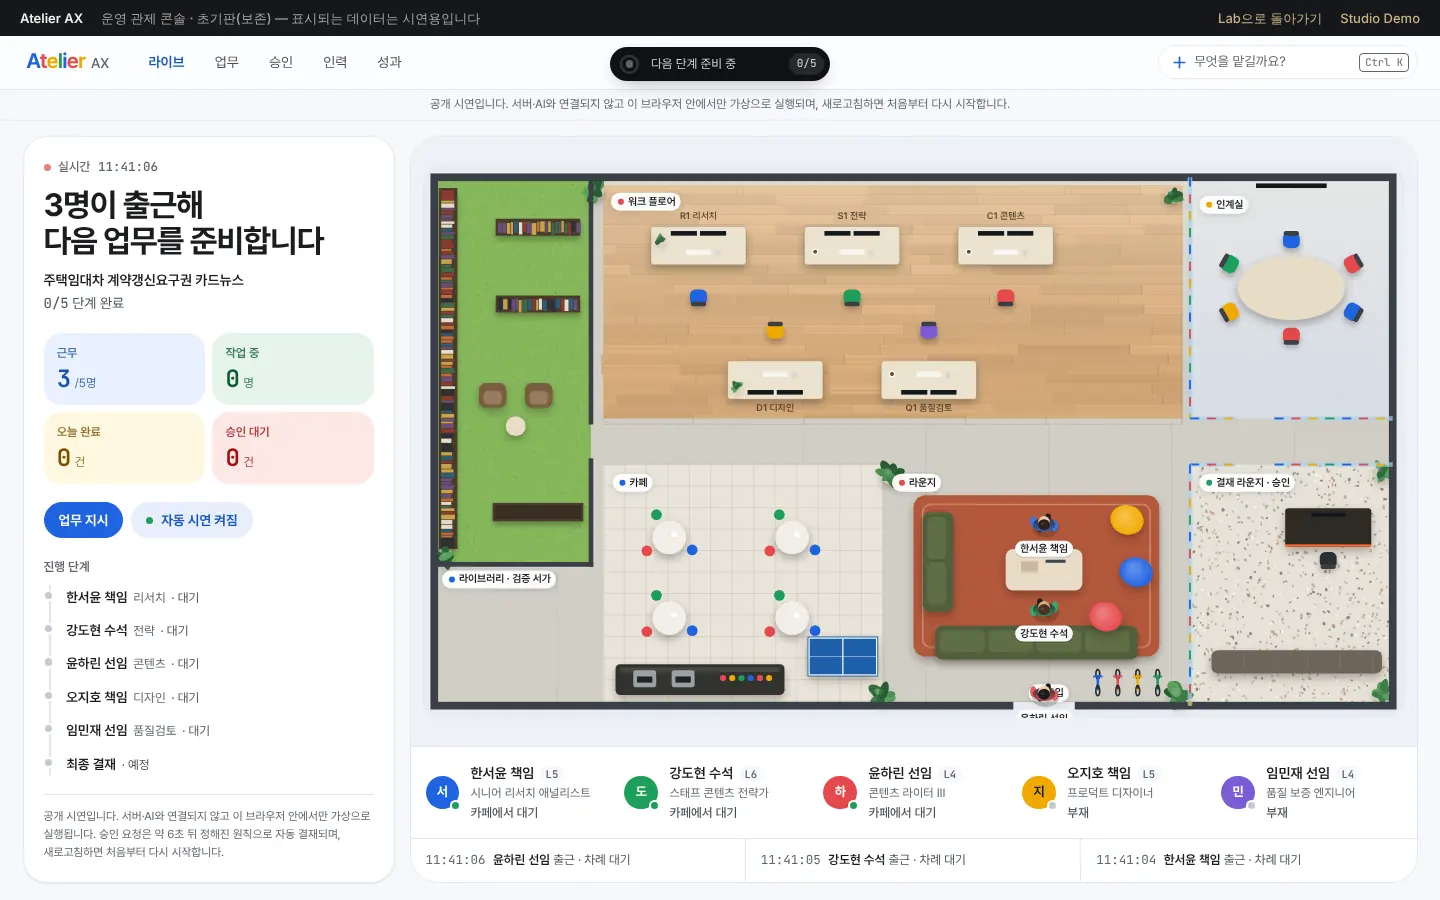 Atelier AX 운영 관제 콘솔 · 초기판(보존) — 표시되는 데이터는 시연용입니다 Lab으로 돌아가기 Studio Demo
Atelier AX 라이브 업무 승인 인력 성과 다음 단계 준비 중 0/5 무엇을 맡길까요? Ctrl K
공개 시연입니다. 서버·AI와 연결되지 않고 이 브라우저 안에서만 가상으로 실행되며, 새로고침하면 처음부터 다시 시작합니다.
실시간 11:41:06
3명이 출근해
다음 업무를 준비합니다
주택임대차 계약갱신요구권 카드뉴스
0/5 단계 완료
근무
3 /5명
작업 중
0 명
오늘 완료
0 건
승인 대기
0 건
업무 지시
자동 시연 켜짐
진행 단계
한서윤 책임 리서치 · 대기
강도현 수석 전략 · 대기
윤하린 선임 콘텐츠 · 대기
오지호 책임 디자인 · 대기
임민재 선임 품질검토 · 대기
최종 결재 · 예정
공개 시연입니다. 서버·AI와 연결되지 않고 이 브라우저 안에서만 가상으로
실행됩니다. 승인 요청은 약 6초 뒤 정해진 원칙으로 자동 결재되며,
새로고침하면 처음부터 다시 시작합니다.
워크 플로어
R1 리서치
S1 전략
C1 콘텐츠
인계실
D1 디자인
Q1 품질검토
카페
라운지
결재 라운지 · 승인
한서윤 책임
라이브러리 · 검증 서가
강도현 수석
윤하린 선임
서 한서윤 책임 L5
시니어 리서치 애널리스트
카페에서 대기
도 강도현 수석 L6
스태프 콘텐츠 전략가
카페에서 대기
하 윤하린 선임 L4
콘텐츠 라이터 III
카페에서 대기
지 오지호 책임 L5
프로덕트 디자이너
부재
민 임민재 선임 L4
품질 보증 엔지니어
부재
11:41:06 윤하린 선임 출근 · 차례 대기
11:41:05 강도현 수석 출근 · 차례 대기
11:41:04 한서윤 책임 출근 · 차례 대기